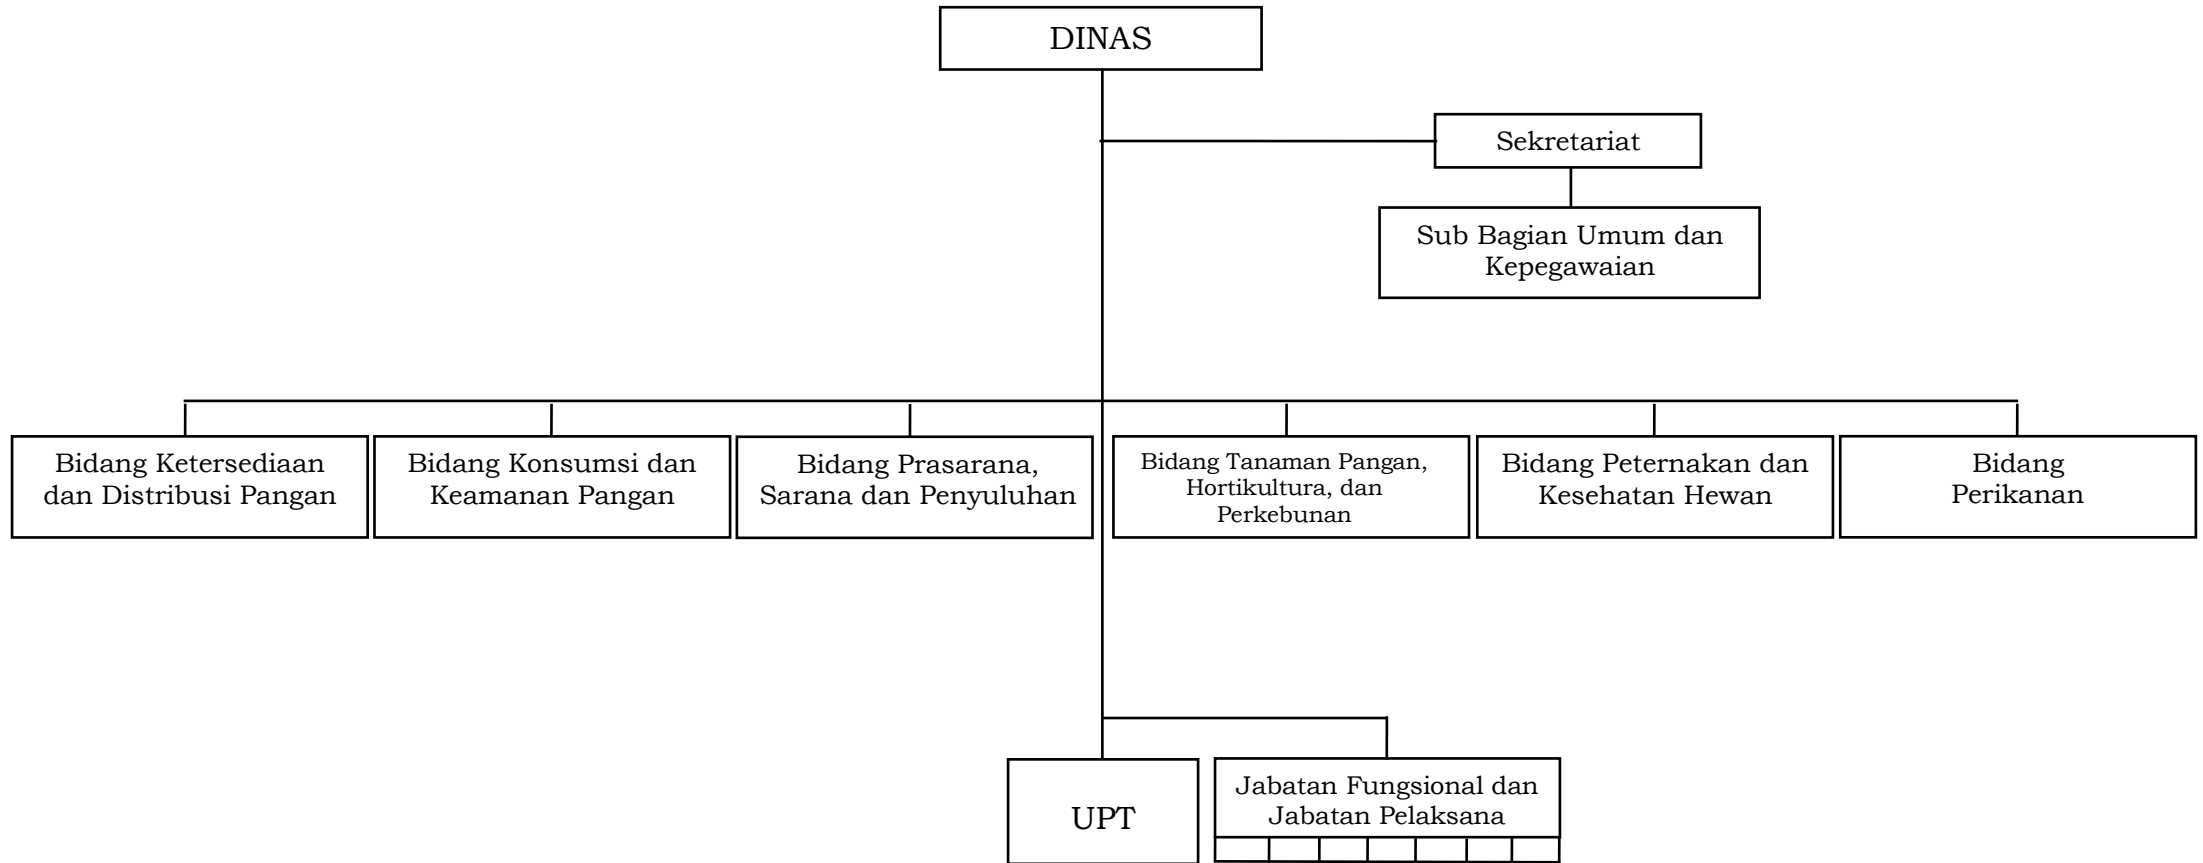 DINAS
Sekretariat
Sub Bagian Umum dan
Kepegawaian
Bidang Ketersediaan
dan Distribusi Pangan
Bidang Konsumsi dan
Keamanan Pangan
Bidang Prasarana,
Sarana dan Penyuluhan
Bidang Tanaman Pangan,
Hortikultura, dan
Perkebunan
Bidang Peternakan dan
Kesehatan Hewan
Bidang
Perikanan
UPT
Jabatan Fungsional dan
Jabatan Pelaksana